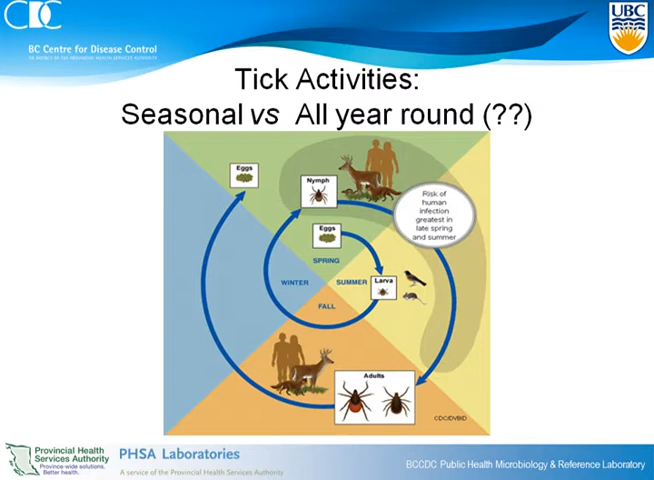 CDC
BC Centre for Disease Control
AN AGENCY OF THE PROVINCIAL HEALTH SERVICES AUTHORITY
UBC
Tick Activities:
Seasonal vs All year round (??)
Eggs
Nymph
Risk of
human
infection
greatest in
late spring
and summer
Eggs
SPRING
WINTER
SUMMER
Larva
FALL
Adults
CDC/DVBID
Provincial Health
Services Authority
Province-wide solutions.
Better health.
PHSA Laboratories
A service of the Provincial Health Services Authority
BCCDC Public Health Microbiology & Reference Laboratory